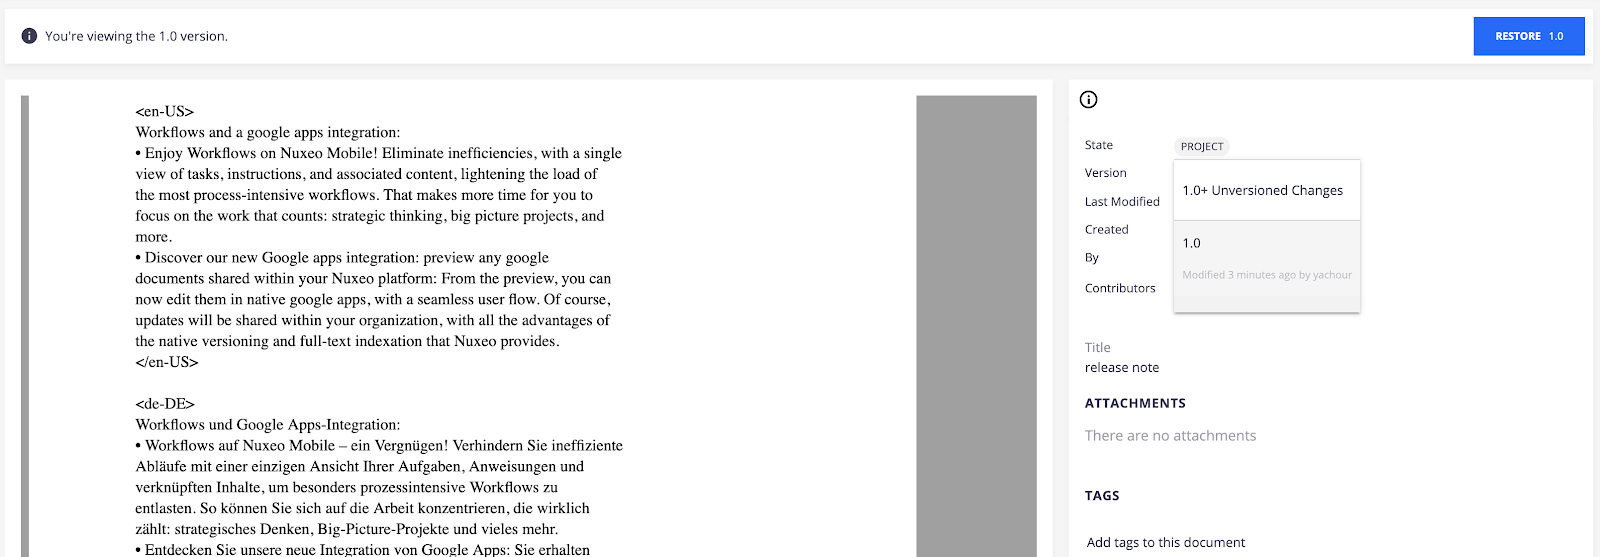 You're viewing the 1.0 version.
RESTORE 1.0
<en-US>
Workflows and a google apps integration:
• Enjoy Workflows on Nuxeo Mobile! Eliminate inefficiencies, with a single
view of tasks, instructions, and associated content, lightening the load of
the most process-intensive workflows. That makes more time for you to
focus on the work that counts: strategic thinking, big picture projects, and
more.
• Discover our new Google apps integration: preview any google
documents shared within your Nuxeo platform: From the preview, you can
now edit them in native google apps, with a seamless user flow. Of course,
updates will be shared within your organization, with all the advantages of
the native versioning and full-text indexation that Nuxeo provides.
</en-US>
<de-DE>
Workflows und Google Apps-Integration:
• Workflows auf Nuxeo Mobile – ein Vergnügen! Verhindern Sie ineffiziente
Abläufe mit einer einzigen Ansicht Ihrer Aufgaben, Anweisungen und
verknüpften Inhalte, um besonders prozessintensive Workflows zu
entlasten. So können Sie sich auf die Arbeit konzentrieren, die wirklich
zählt: strategisches Denken, Big-Picture-Projekte und vieles mehr.
• Entdecken Sie unsere neue Integration von Google Apps: Sie erhalten
State
PROJECT
Version
Last Modified
Created
By
Contributors
1.0+ Unversioned Changes
1.0
Modified 3 minutes ago by yachour
Title
release note
ATTACHMENTS
There are no attachments
TAGS
Add tags to this document